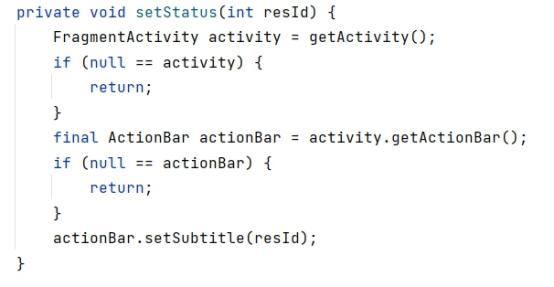 private void setStatus(int resId) {
    FragmentActivity activity = getActivity();
    if (null == activity) {
        return;
    }
    final ActionBar actionBar = activity.getActionBar();
    if (null == actionBar) {
        return;
    }
    actionBar.setSubtitle(resId);
}